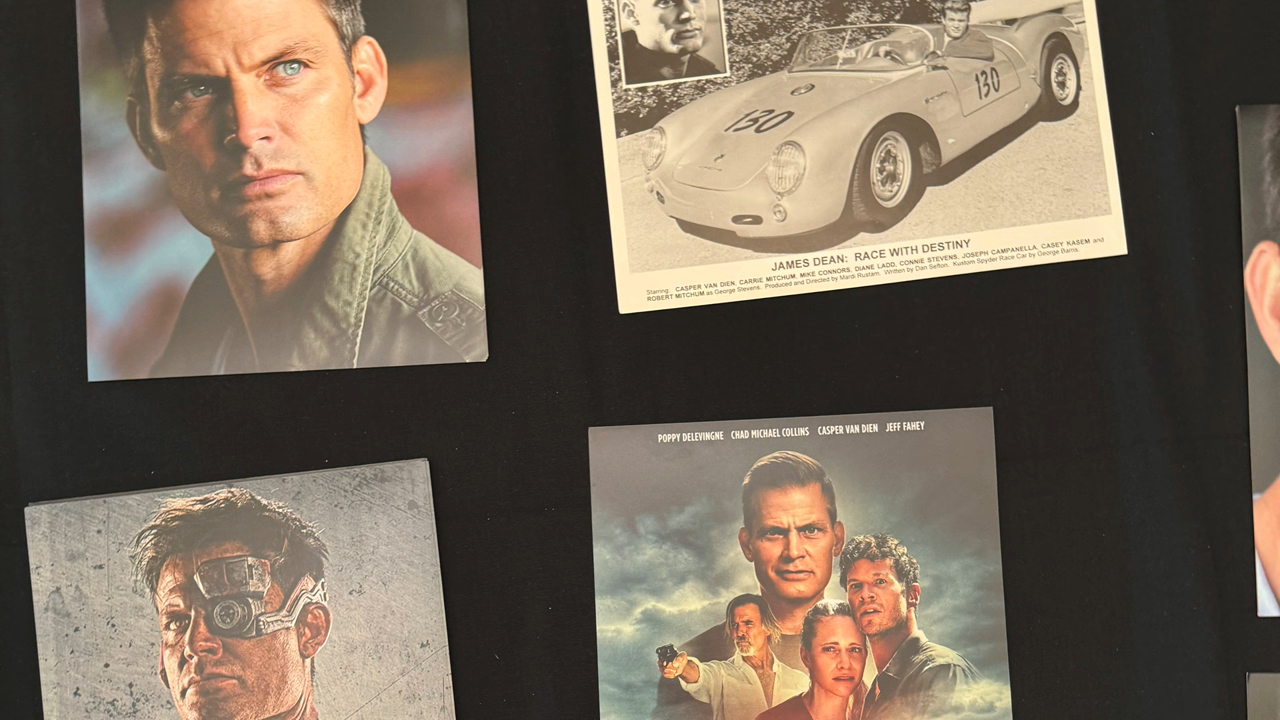 130
130
JAMES DEAN: RACE WITH DESTINY
Starring: CASPER VAN DIEN, CARRIE MITCHUM, MIKE CONNORS, DIANE LADD, CONNIE STEVENS, JOSEPH CAMPANELLA, CASEY KASEM and
ROBERT MITCHUM as George Stevens. Produced and Directed by Mardi Rustam. Written by Dan Sefton. Kustom Spyder Race Car by George Barris.
POPPY DELEVINGNE CHAD MICHAEL COLLINS CASPER VAN DIEN JEFF FAHEY